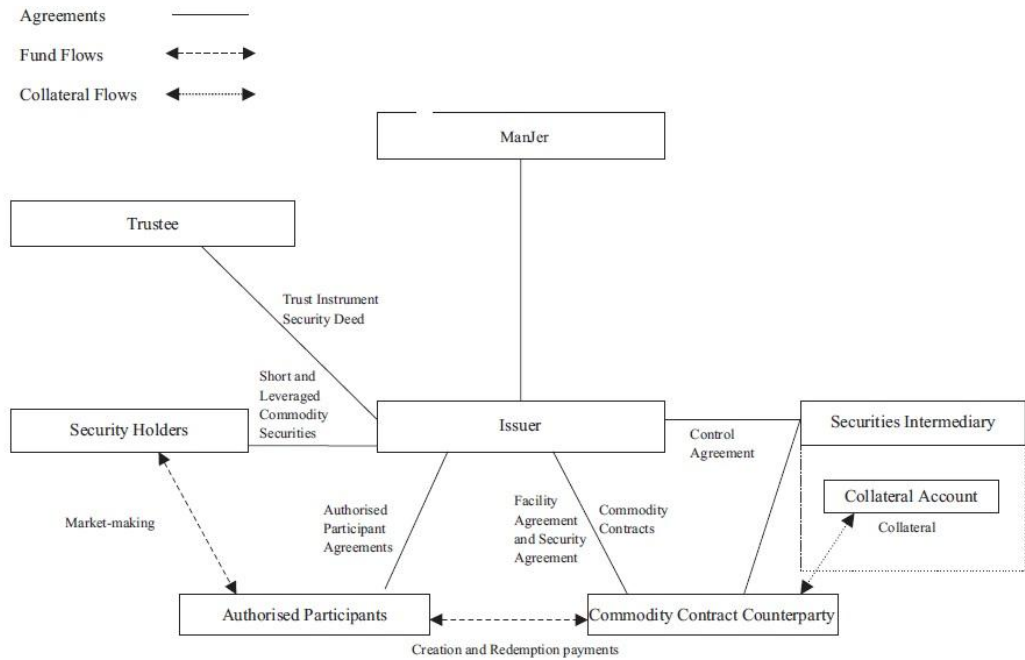 Agreements
Fund Flows
Collateral Flows
ManJer
Trustee
Trust Instrument
Security Deed
Short and
Leveraged
Commodity
Securities
Security Holders
Issuer
Control
Agreement
Securities Intermediary
Collateral Account
Collateral
Market-making
Authorised
Participant
Agreements
Facility
Agreement
and Security
Agreement
Commodity
Contracts
Authorised Participants
Commodity Contract Counterparty
Creation and Redemption payments